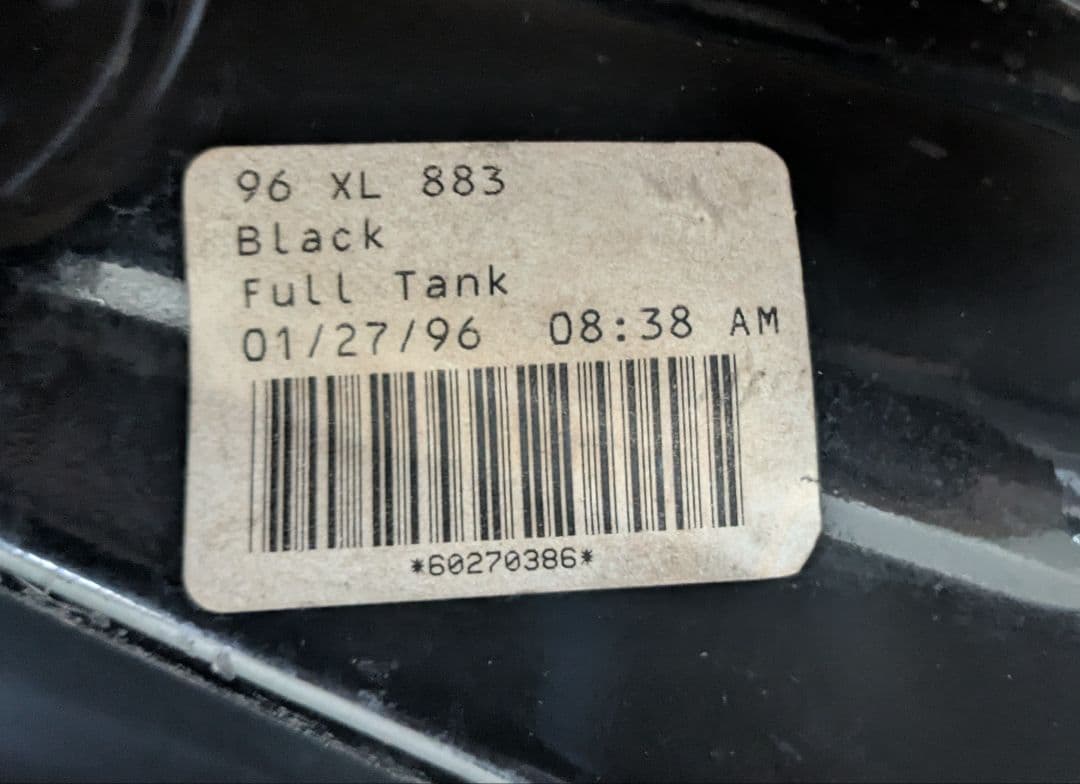 96 XL 883
Black
Full Tank
01/27/96 08:38 AM
*60270386*